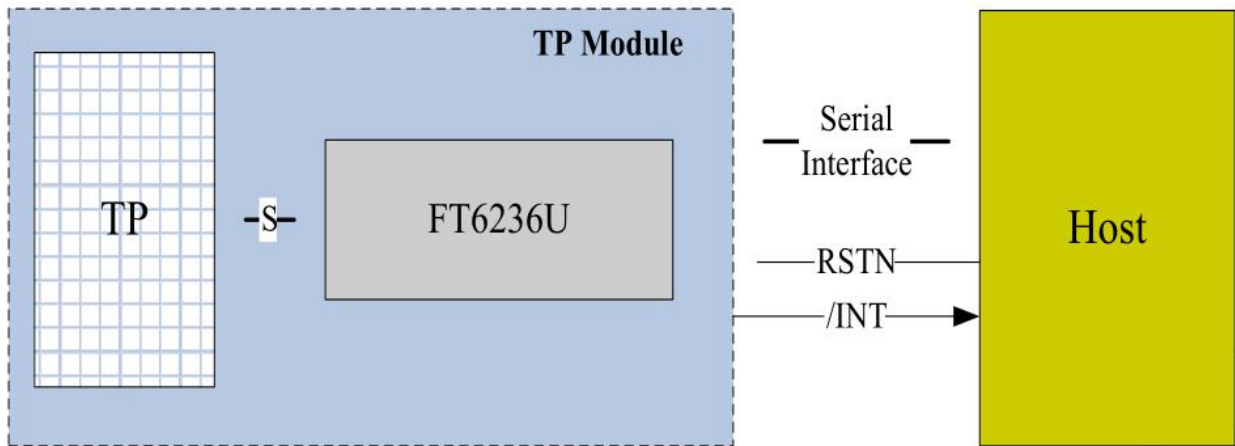 TP Module
TP
S
FT6236U
Serial
Interface
RSTN
/INT
Host